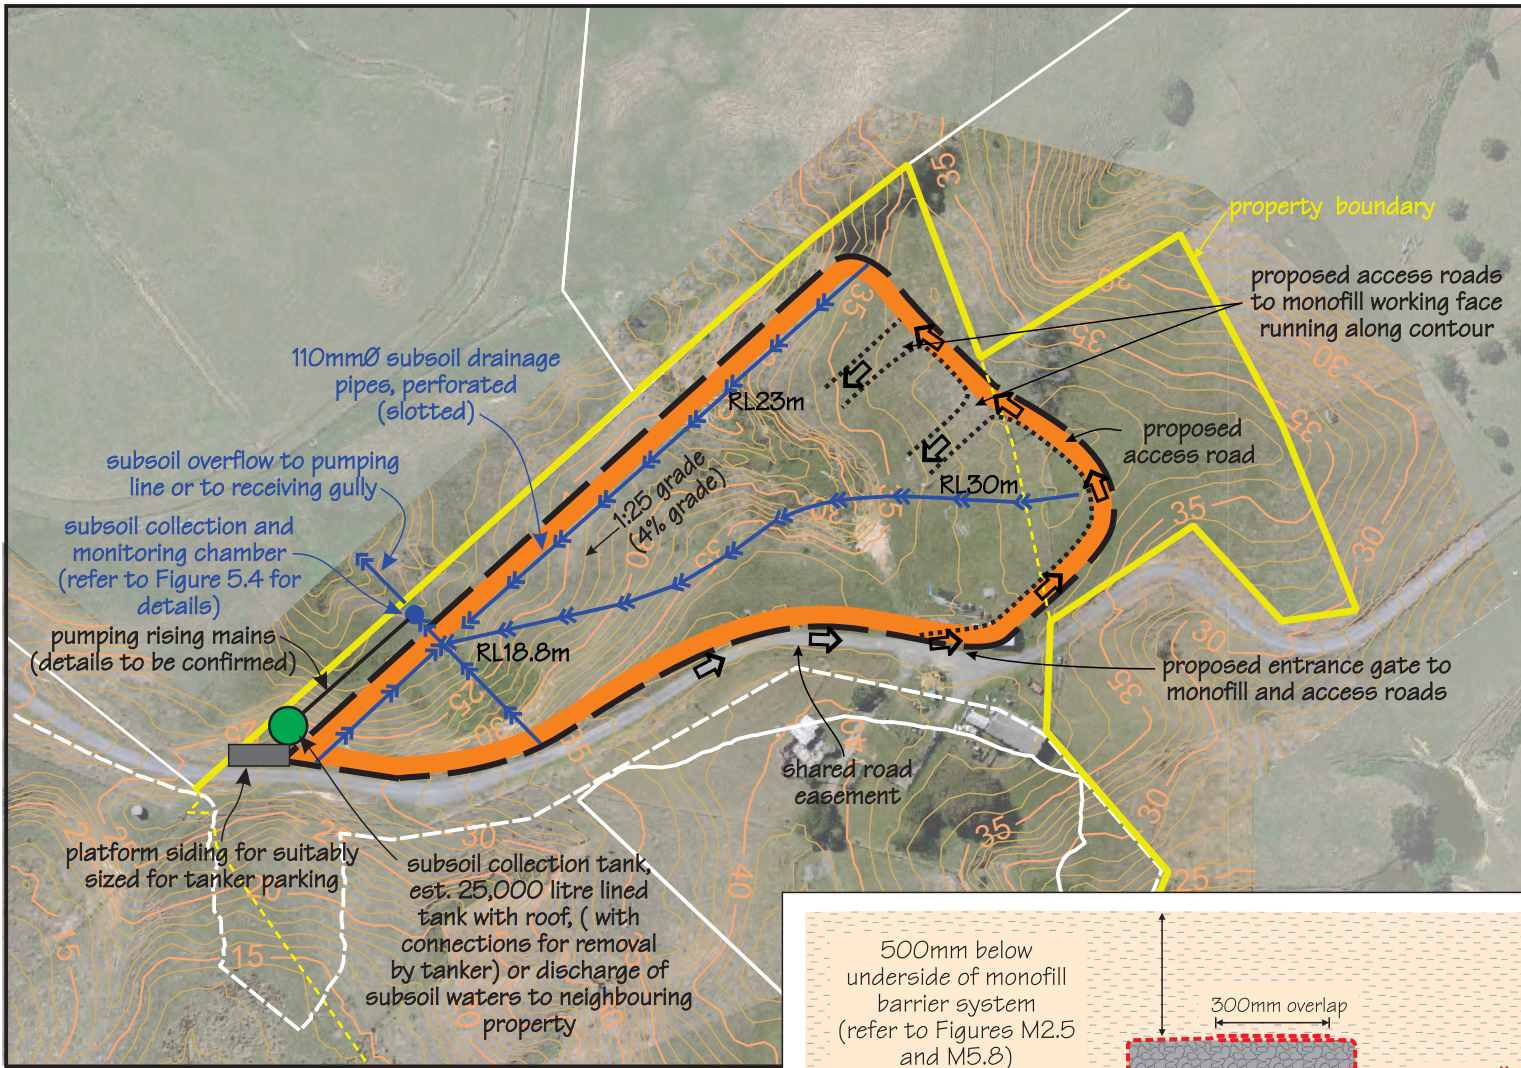 35
property boundary
proposed access roads
to monofill working face
running along contour
30
35
35
30
110mmØ subsoil drainage
pipes, perforated
(slotted)
RL23m
proposed
access road
35
subsoil overflow to pumping
line or to receiving gully
1:25 grade
(4% grade)
RL30m
35
30
subsoil collection and
monitoring chamber
(refer to Figure 5.4 for
details)
pumping rising mains
(details to be confirmed)
RL18.8m
30
proposed entrance gate to
monofill and access roads
25
30
35
35
40
shared road
easement
30
35
30
platform siding for suitably
sized for tanker parking
subsoil collection tank,
est. 25,000 litre lined
tank with roof, ( with
connections for removal
by tanker) or discharge of
subsoil waters to neighbouring
property
40
25
15
15
500mm below
underside of monofill
barrier system
(refer to Figures M2.5
and M5.8)
300mm overlap